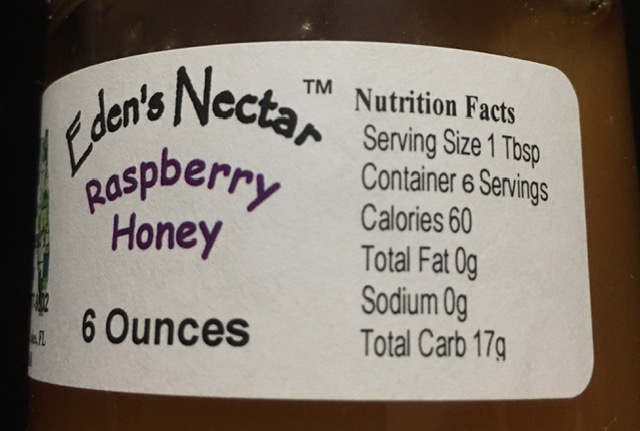 Eden's Nectar™
Raspberry
Honey
6 Ounces
Nutrition Facts
Serving Size 1 Tbsp
Container 6 Servings
Calories 60
Total Fat 0g
Sodium 0g
Total Carb 17g
FL